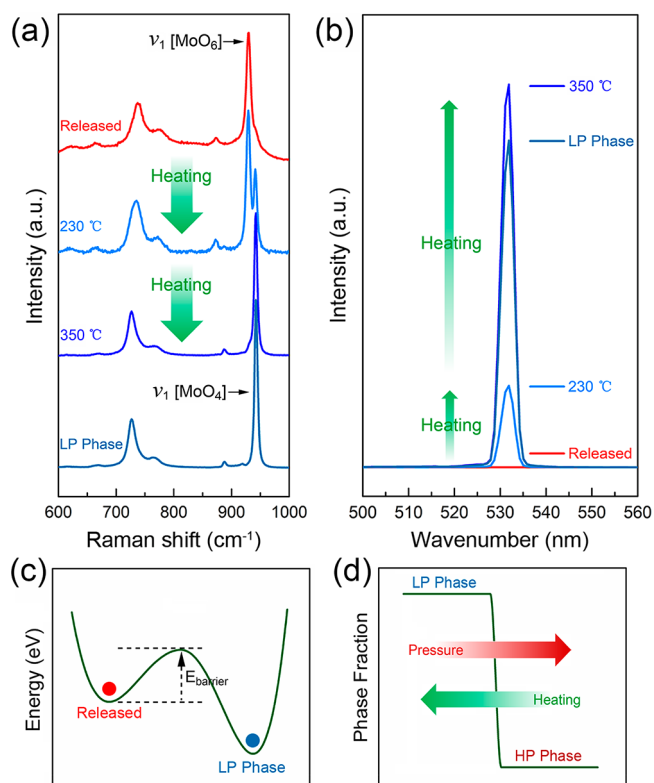 (a)
ν₁ [MoO₆]
Released
Heating
230 ℃
Heating
350 ℃
ν₁ [MoO₄]
LP Phase
Intensity (a.u.)
600 700 800 900 1000
Raman shift (cm⁻¹)
(b)
350 ℃
LP Phase
Heating
230 ℃
Heating
Released
Intensity (a.u.)
500 510 520 530 540 550 560
Wavenumber (nm)
(c)
Energy (eV)
E_barrier
Released
LP Phase
(d)
LP Phase
Phase Fraction
Pressure
Heating
HP Phase